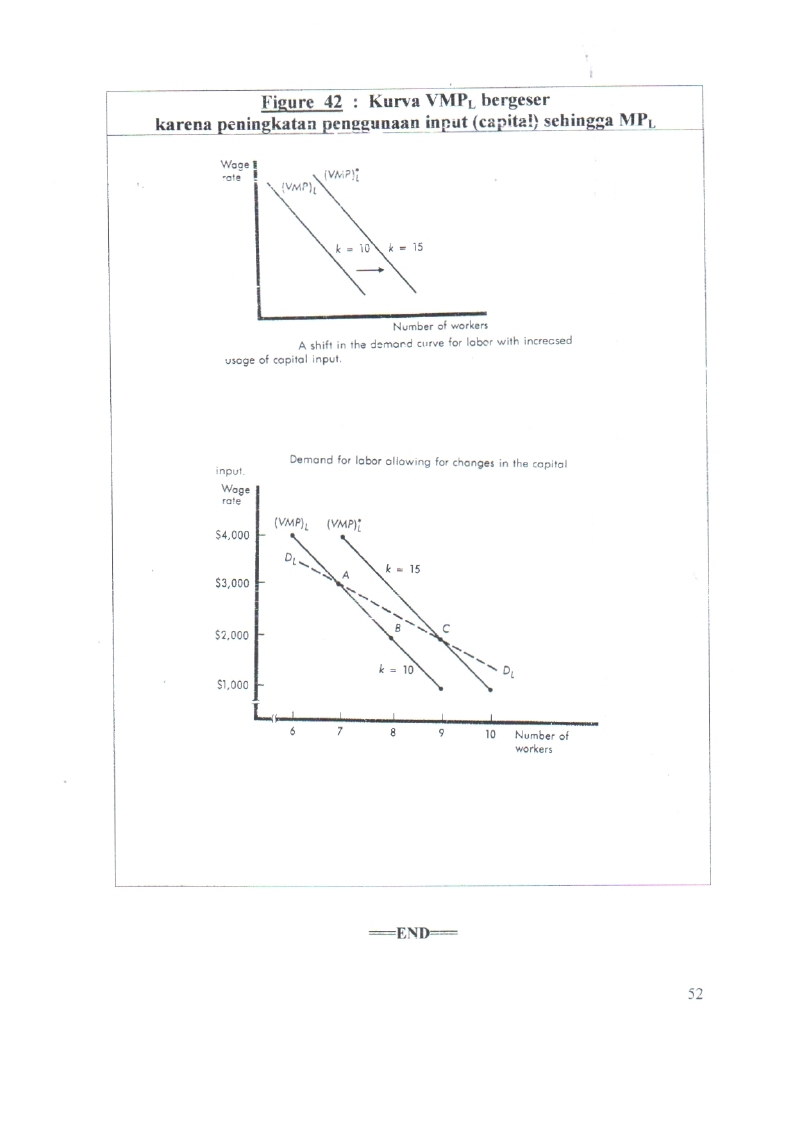 Figure 42 : Kurva VMPL bergeser
karena peningkatan penggunaan input (capital) sehingga MPL
Wage
rate
(VMP)L
(VMP)*L
k = 10
k = 15
Number of workers
A shift in the demand curve for labor with increased
usage of capital input.
Demand for labor allowing for changes in the capital
input.
Wage
rate
(VMP)L
(VMP)*L
$4,000
DL
A
k = 15
$3,000
B
C
$2,000
k = 10
DL
$1,000
6
7
8
9
10
Number of
workers
===END===
52